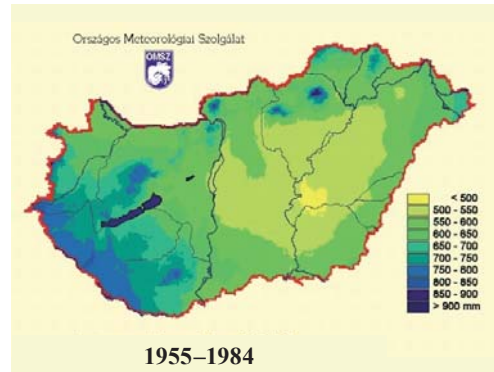 Országos Meteorológiai Szolgálat
OMSZ
< 500
500 - 550
550 - 600
600 - 650
650 - 700
700 - 750
750 - 800
800 - 850
850 - 900
> 900 mm
1955–1984